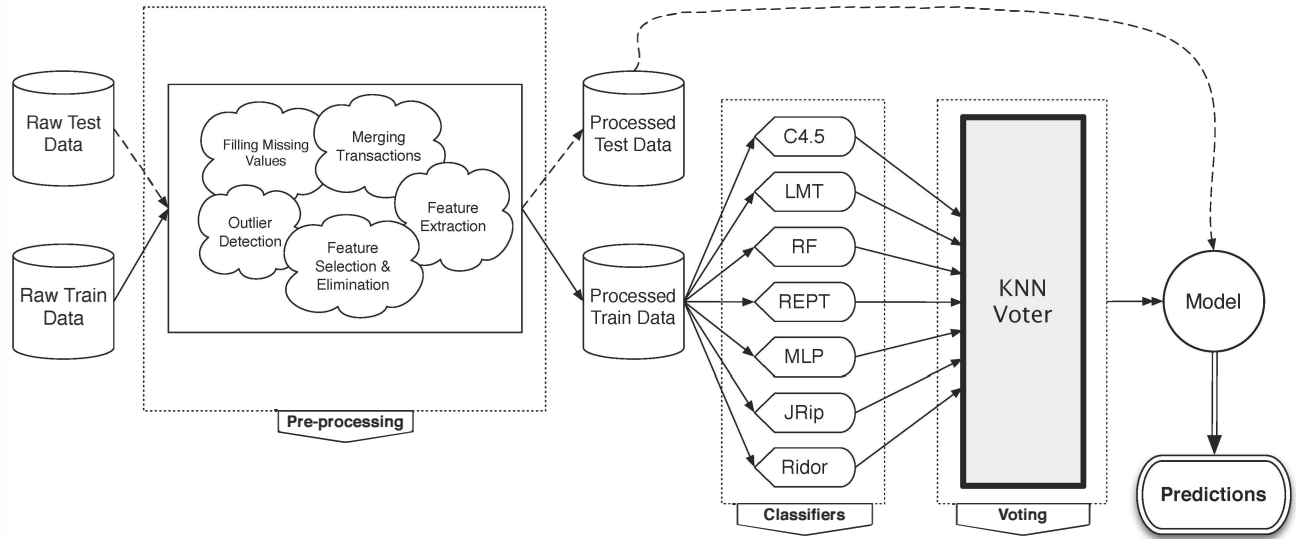 Raw Test
Data
Raw Train
Data
Filling Missing
Values
Merging
Transactions
Outlier
Detection
Feature
Selection &
Elimination
Feature
Extraction
Pre-processing
Processed
Test Data
Processed
Train Data
C4.5
LMT
RF
REPT
MLP
JRip
Ridor
Classifiers
KNN
Voter
Voting
Model
Predictions